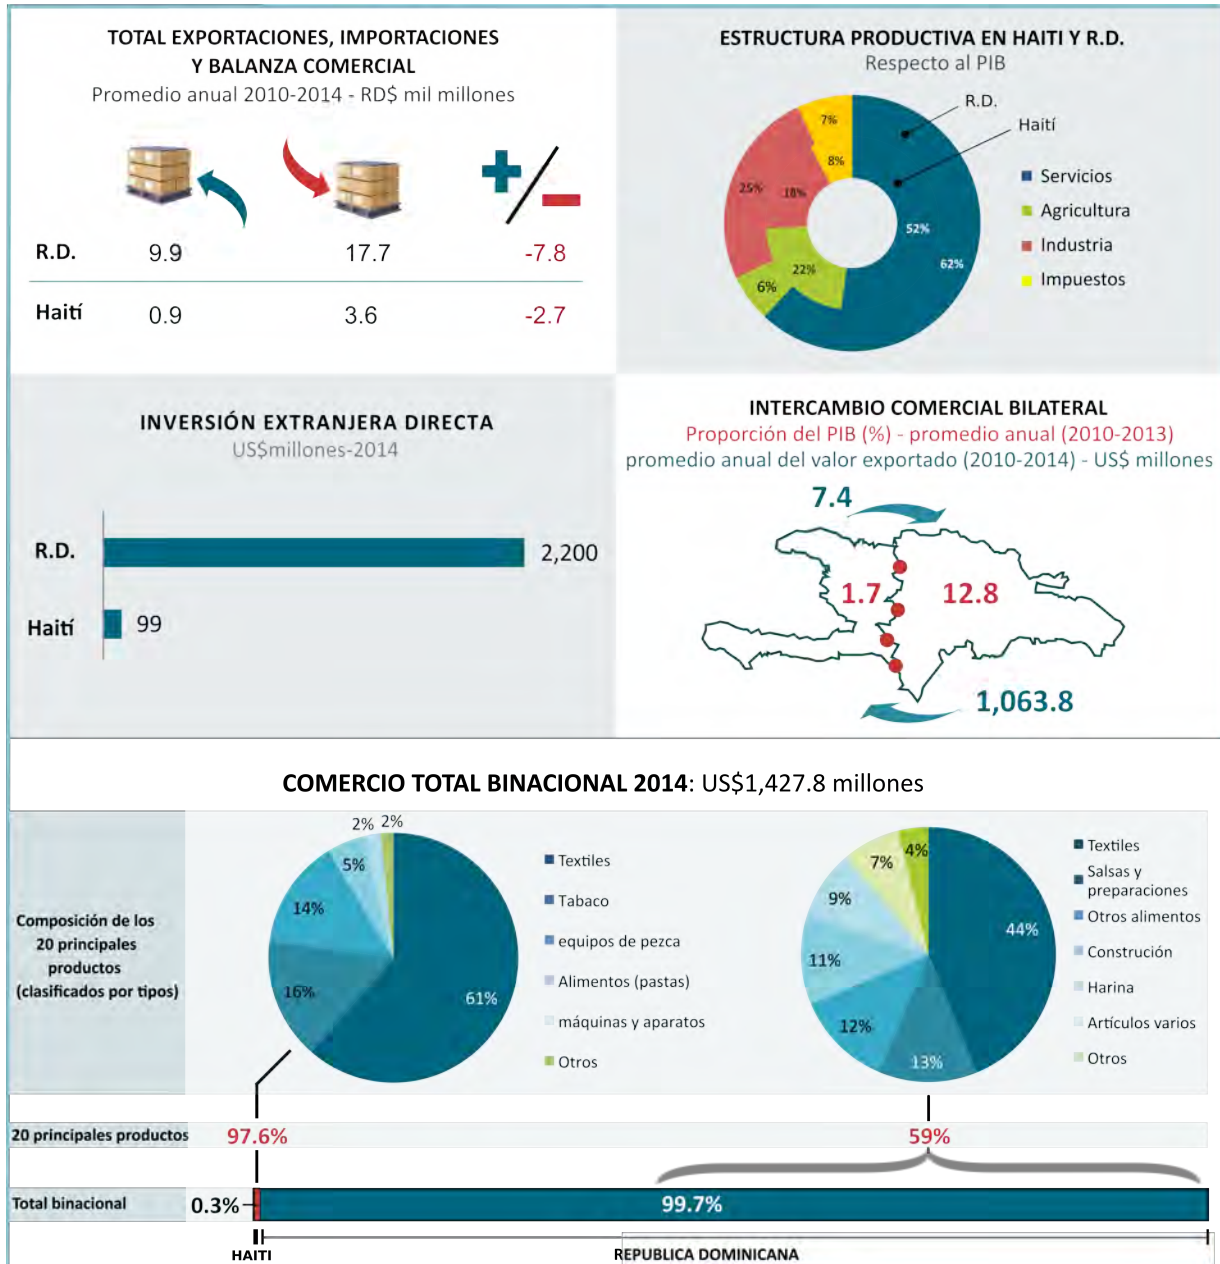 TOTAL EXPORTACIONES, IMPORTACIONES
Y BALANZA COMERCIAL
Promedio anual 2010-2014 - RD$ mil millones
R.D. 9.9 17.7 -7.8
Haití 0.9 3.6 -2.7
ESTRUCTURA PRODUCTIVA EN HAITI Y R.D.
Respecto al PIB
R.D.
Haití
7%
8%
25%
18%
52%
62%
22%
6%
Servicios
Agricultura
Industria
Impuestos
INVERSIÓN EXTRANJERA DIRECTA
US$millones-2014
R.D. 2,200
Haití 99
INTERCAMBIO COMERCIAL BILATERAL
Proporción del PIB (%) - promedio anual (2010-2013)
promedio anual del valor exportado (2010-2014) - US$ millones
7.4
1.7 12.8
1,063.8
COMERCIO TOTAL BINACIONAL 2014: US$1,427.8 millones
Composición de los
20 principales
productos
(clasificados por tipos)
2% 2%
5%
14%
16%
61%
Textiles
Tabaco
equipos de pezca
Alimentos (pastas)
máquinas y aparatos
Otros
4%
7%
9%
11%
12%
13%
44%
Textiles
Salsas y
preparaciones
Otros alimentos
Construción
Harina
Artículos varios
Otros
20 principales productos 97.6% 59%
Total binacional 0.3% 99.7%
HAITI REPUBLICA DOMINICANA